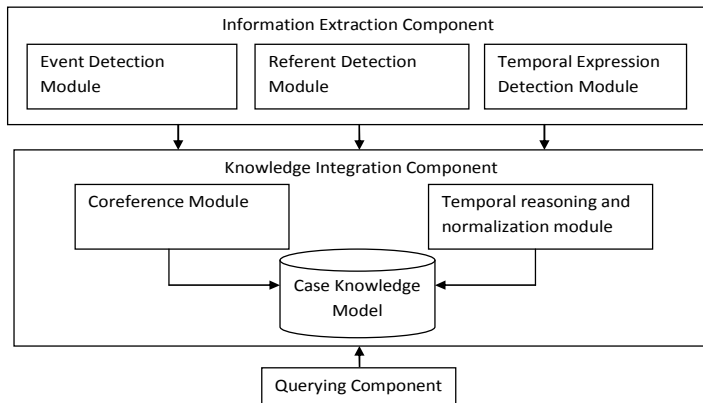 Information Extraction Component
Event Detection
Module
Referent Detection
Module
Temporal Expression
Detection Module
Knowledge Integration Component
Coreference Module
Temporal reasoning and
normalization module
Case Knowledge
Model
Querying Component